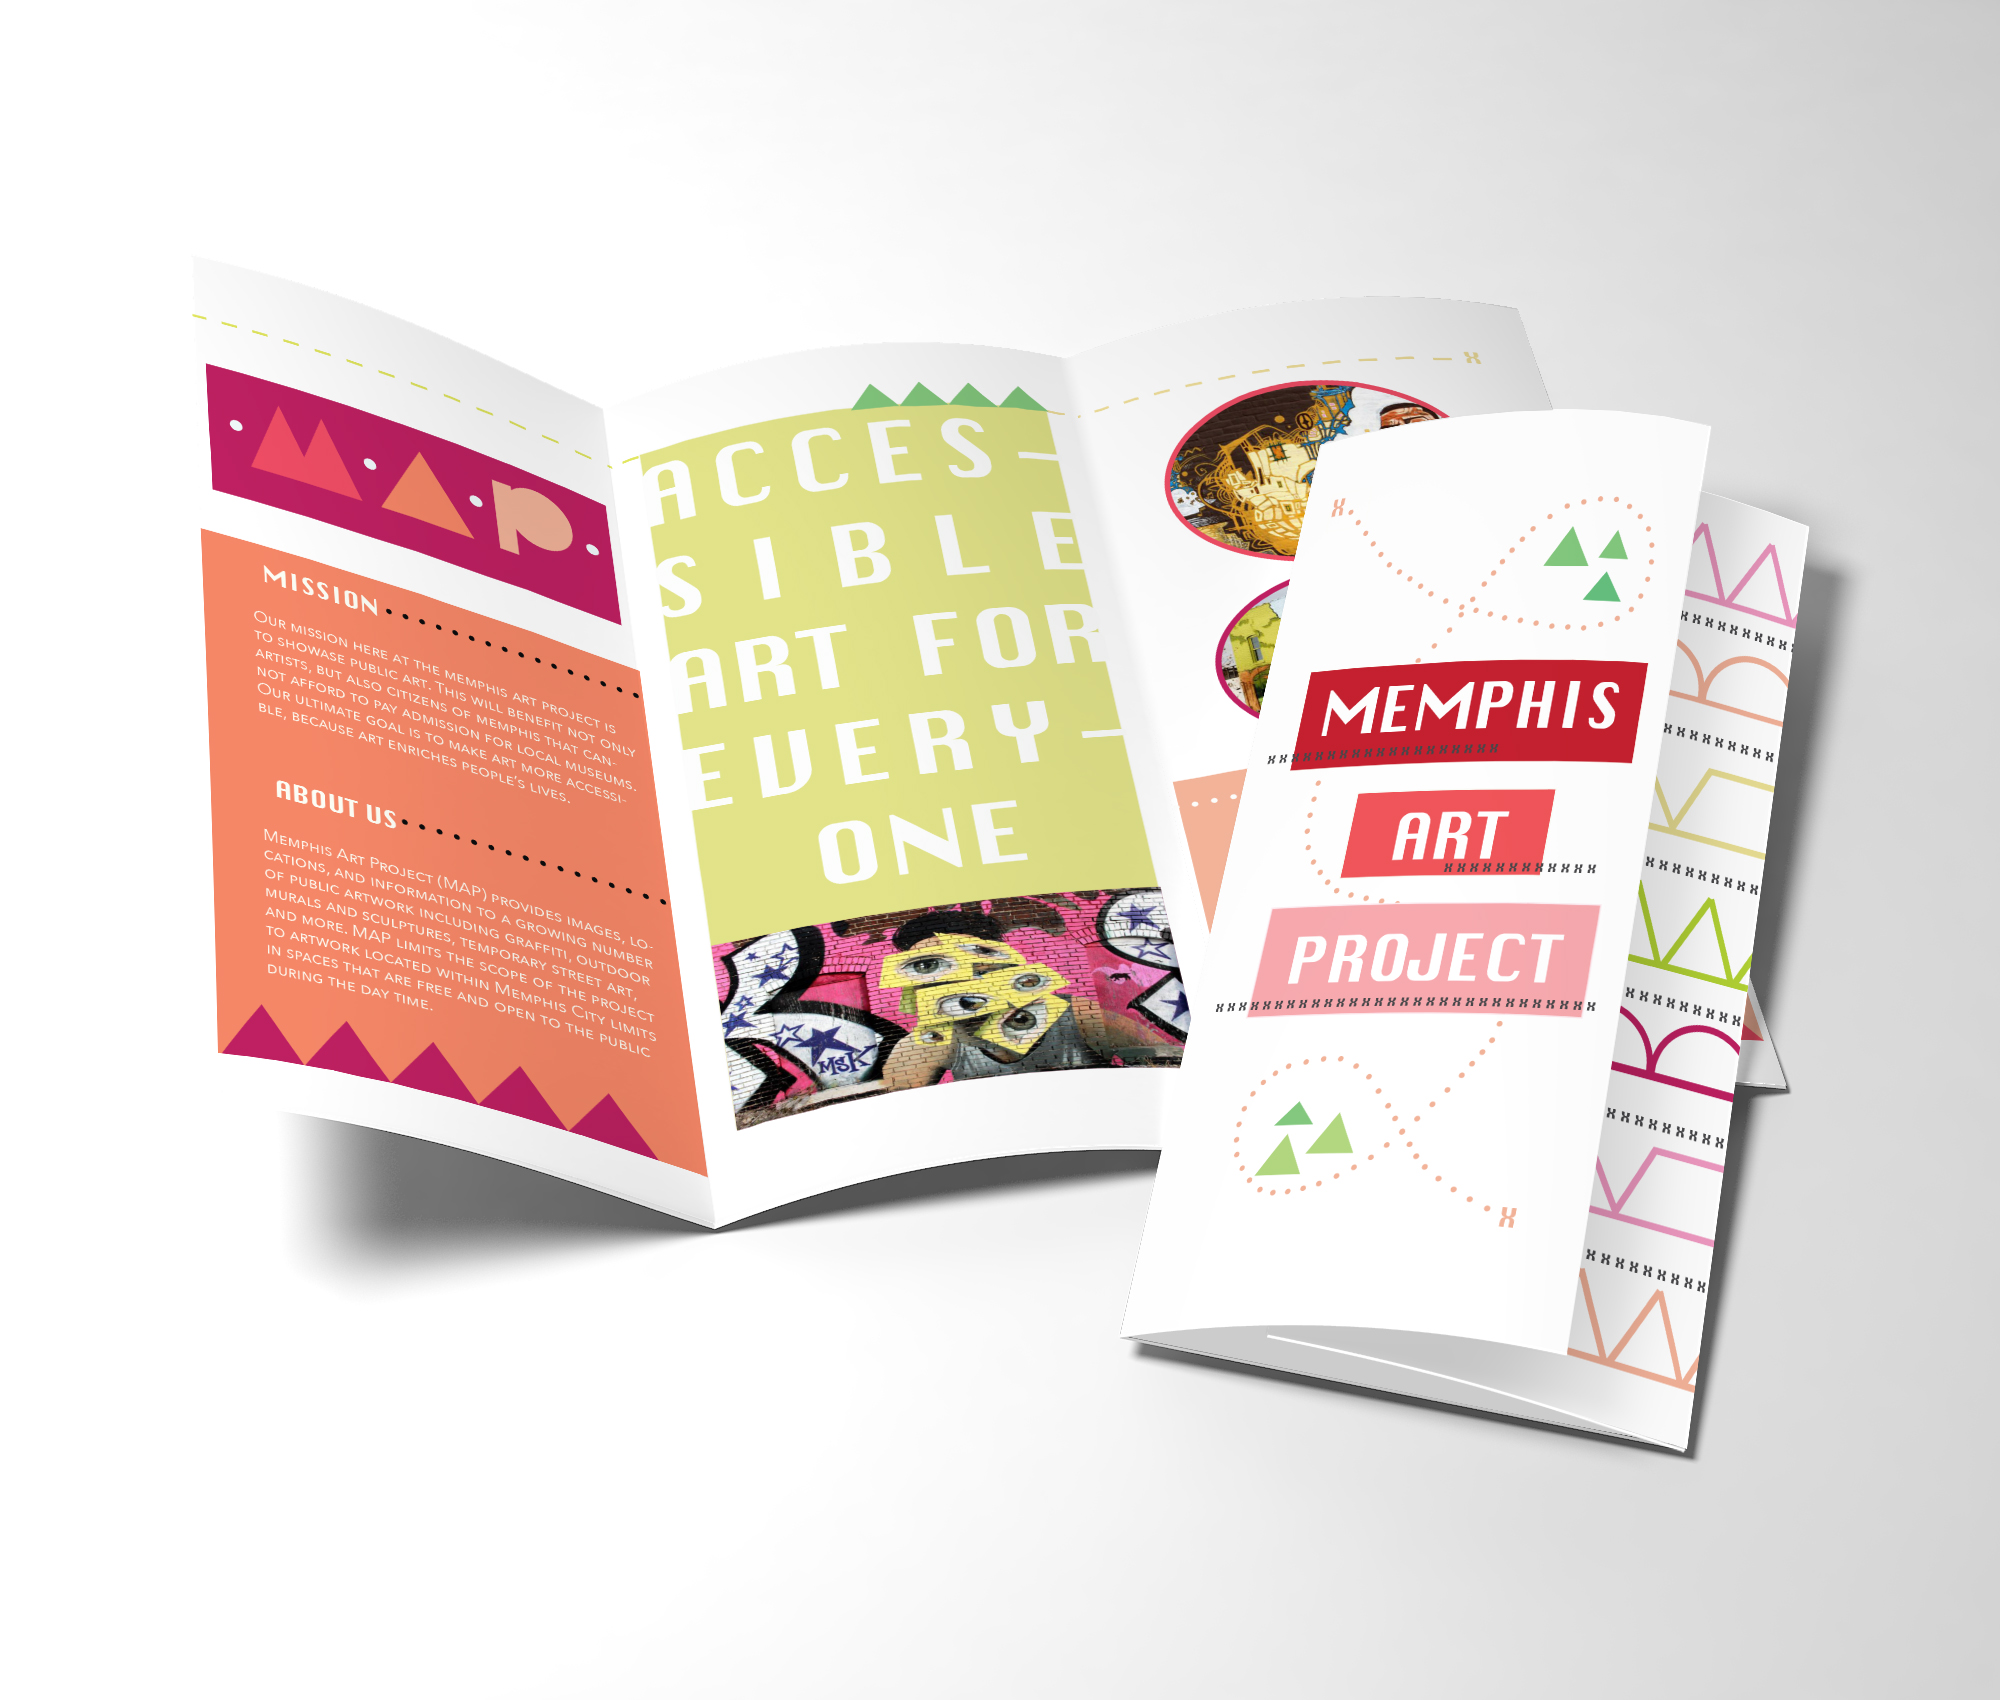 MAP
MISSION
OUR MISSION HERE AT THE MEMPHIS ART PROJECT IS
TO SHOWASE PUBLIC ART. THIS WILL BENEFIT NOT ONLY
ARTISTS, BUT ALSO CITIZENS OF MEMPHIS THAT CAN-
NOT AFFORD TO PAY ADMISSION FOR LOCAL MUSEUMS.
OUR ULTIMATE GOAL IS TO MAKE ART MORE ACCESSI-
BLE, BECAUSE ART ENRICHES PEOPLE'S LIVES.
ABOUT US
MEMPHIS ART PROJECT (MAP) PROVIDES IMAGES, LO-
CATIONS, AND INFORMATION TO A GROWING NUMBER
OF PUBLIC ARTWORK INCLUDING GRAFFITI, OUTDOOR
MURALS AND SCULPTURES, TEMPORARY STREET ART,
AND MORE. MAP LIMITS THE SCOPE OF THE PROJECT
TO ARTWORK LOCATED WITHIN MEMPHIS CITY LIMITS
IN SPACES THAT ARE FREE AND OPEN TO THE PUBLIC
DURING THE DAY TIME.
ACCES-
SIBLE
ART FOR
EVERY-
ONE
MSK
X
X
MEMPHIS
XXXXXXXXXXXXXXXXXXX
ART
XXXXXXXXXXXX
PROJECT
XXXXXXXXXXXXXXXXXXXXXXXXXXXXXX
X